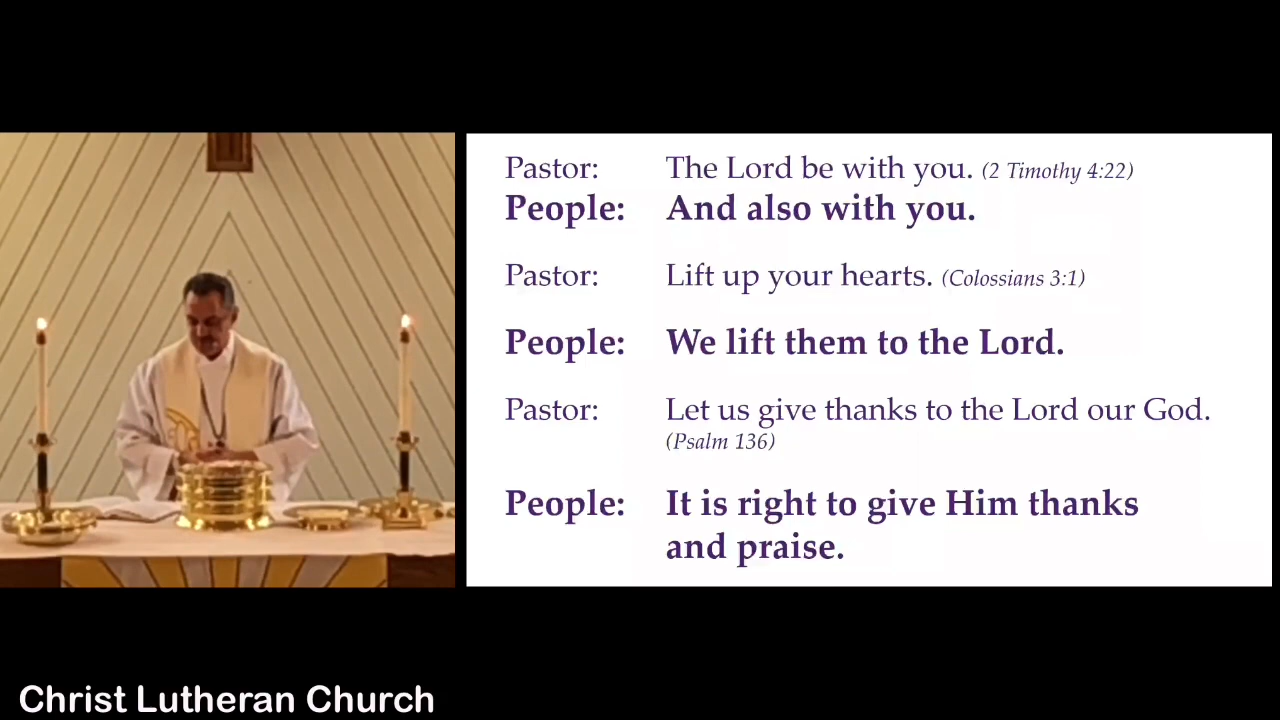 Pastor: The Lord be with you. (2 Timothy 4:22)
People: And also with you.
Pastor: Lift up your hearts. (Colossians 3:1)
People: We lift them to the Lord.
Pastor: Let us give thanks to the Lord our God.
(Psalm 136)
People: It is right to give Him thanks
and praise.
Christ Lutheran Church